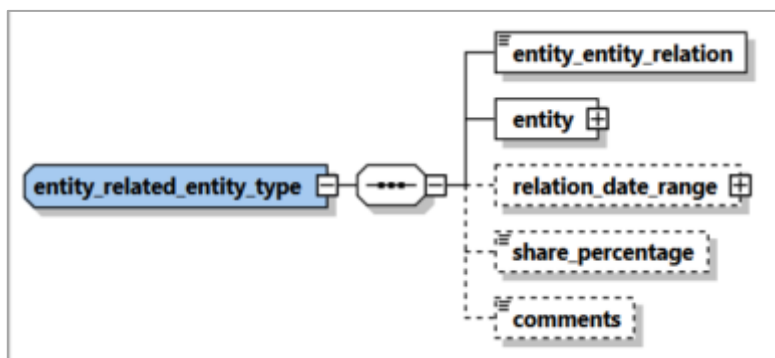 entity_entity_relation
entity
entity_related_entity_type
relation_date_range
share_percentage
comments